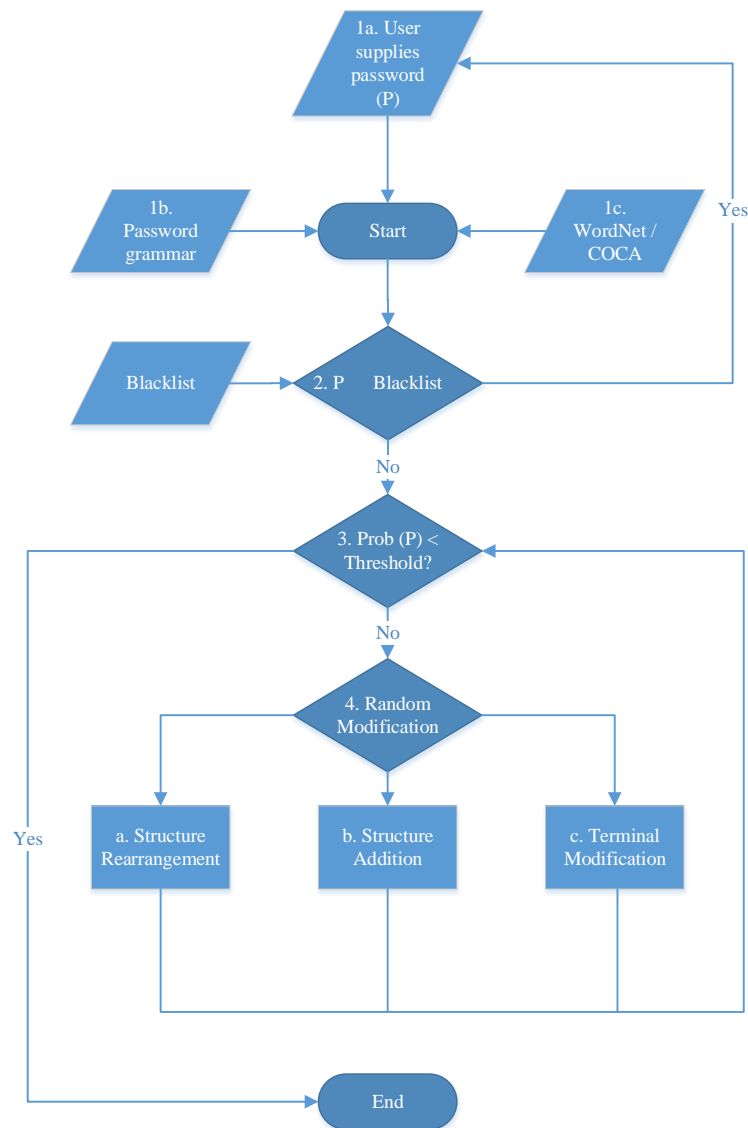 1a. User
supplies
password
(P)
1b.
Password
grammar
Start
1c.
WordNet /
COCA
Yes
Blacklist
2. P Blacklist
No
3. Prob (P) <
Threshold?
No
4. Random
Modification
a. Structure
Rearrangement
b. Structure
Addition
c. Terminal
Modification
Yes
End